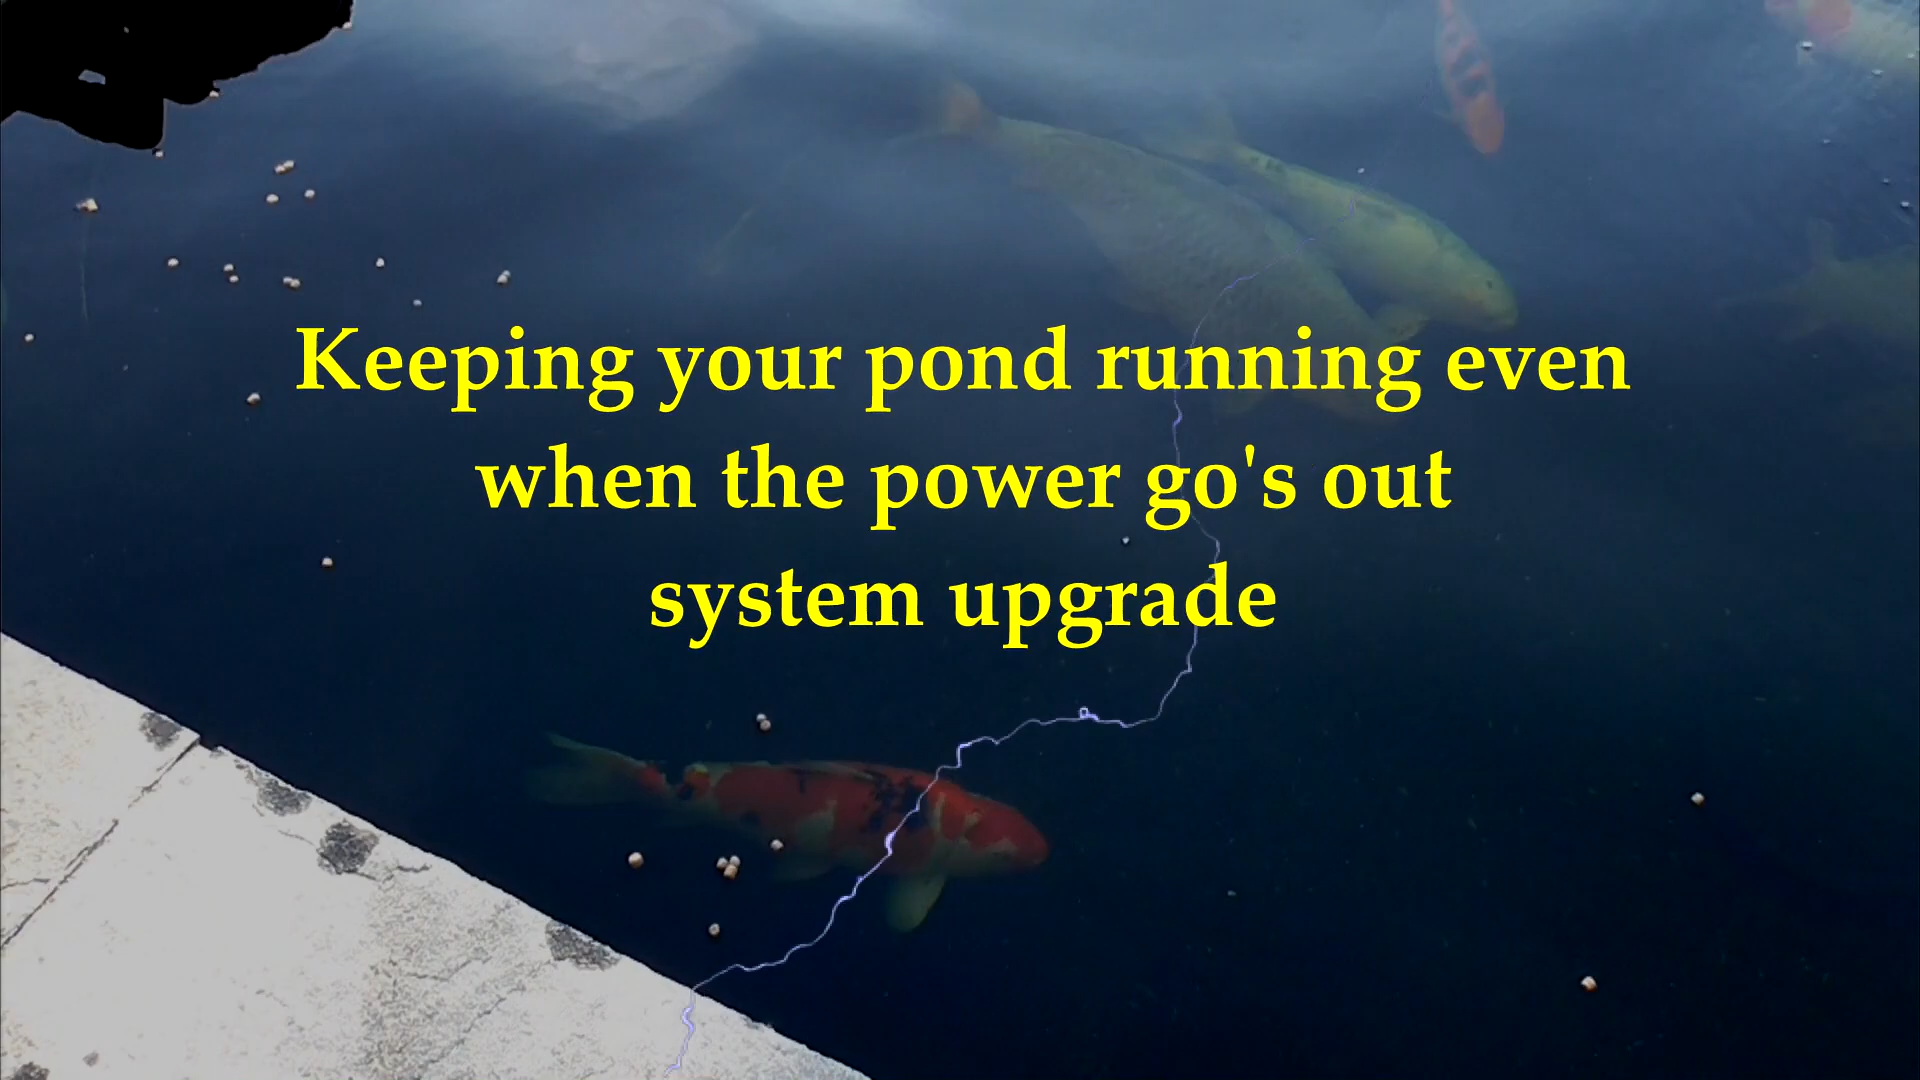 Keeping your pond running even
when the power go's out
system upgrade